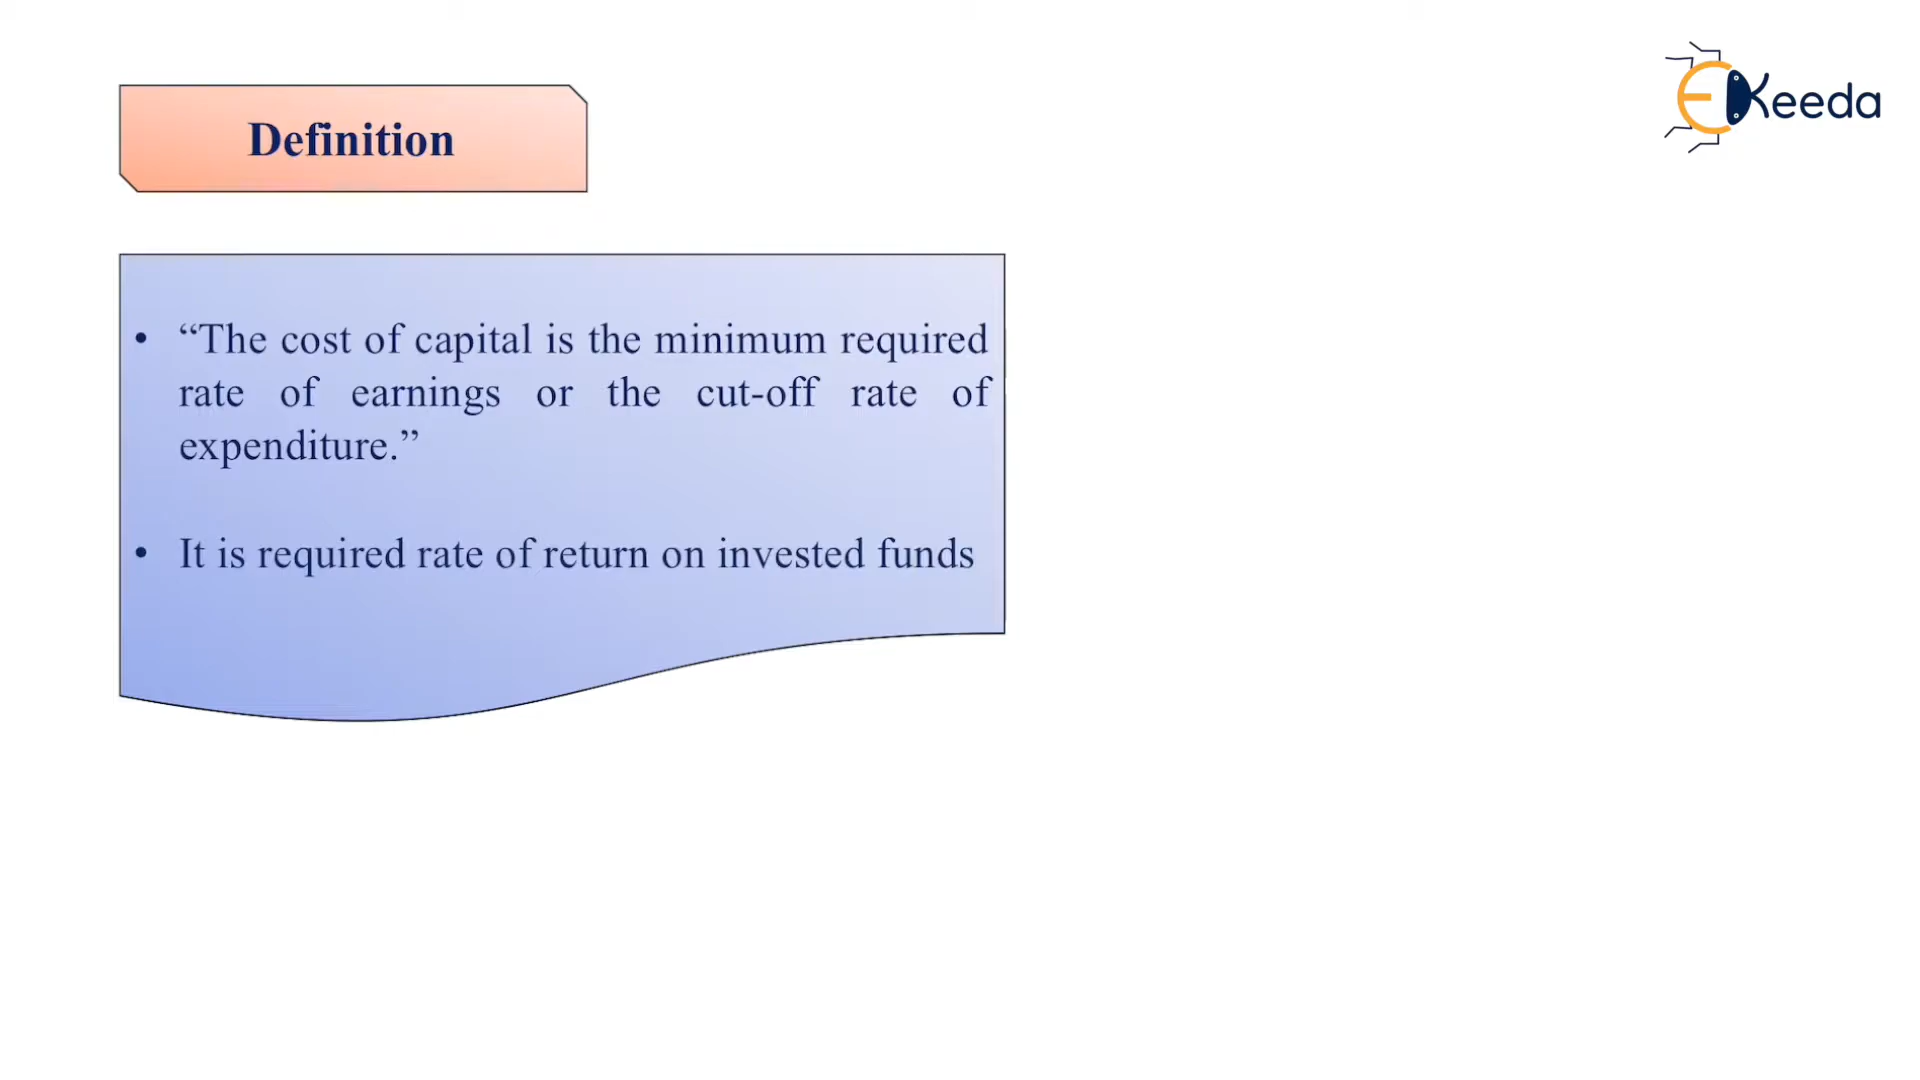 EKeeda
Definition
• “The cost of capital is the minimum required
rate of earnings or the cut-off rate of
expenditure.”
• It is required rate of return on invested funds